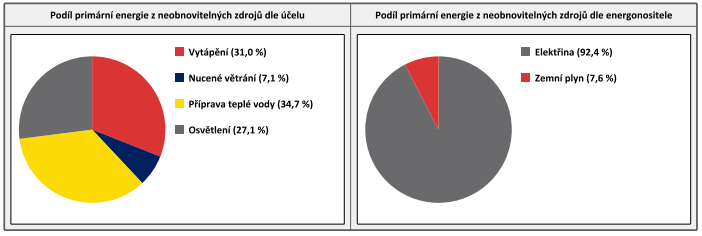 Podíl primární energie z neobnovitelných zdrojů dle účelu
Vytápění (31,0 %)
Nucené větrání (7,1 %)
Příprava teplé vody (34,7 %)
Osvětlení (27,1 %)
Podíl primární energie z neobnovitelných zdrojů dle energonositele
Elektřina (92,4 %)
Zemní plyn (7,6 %)